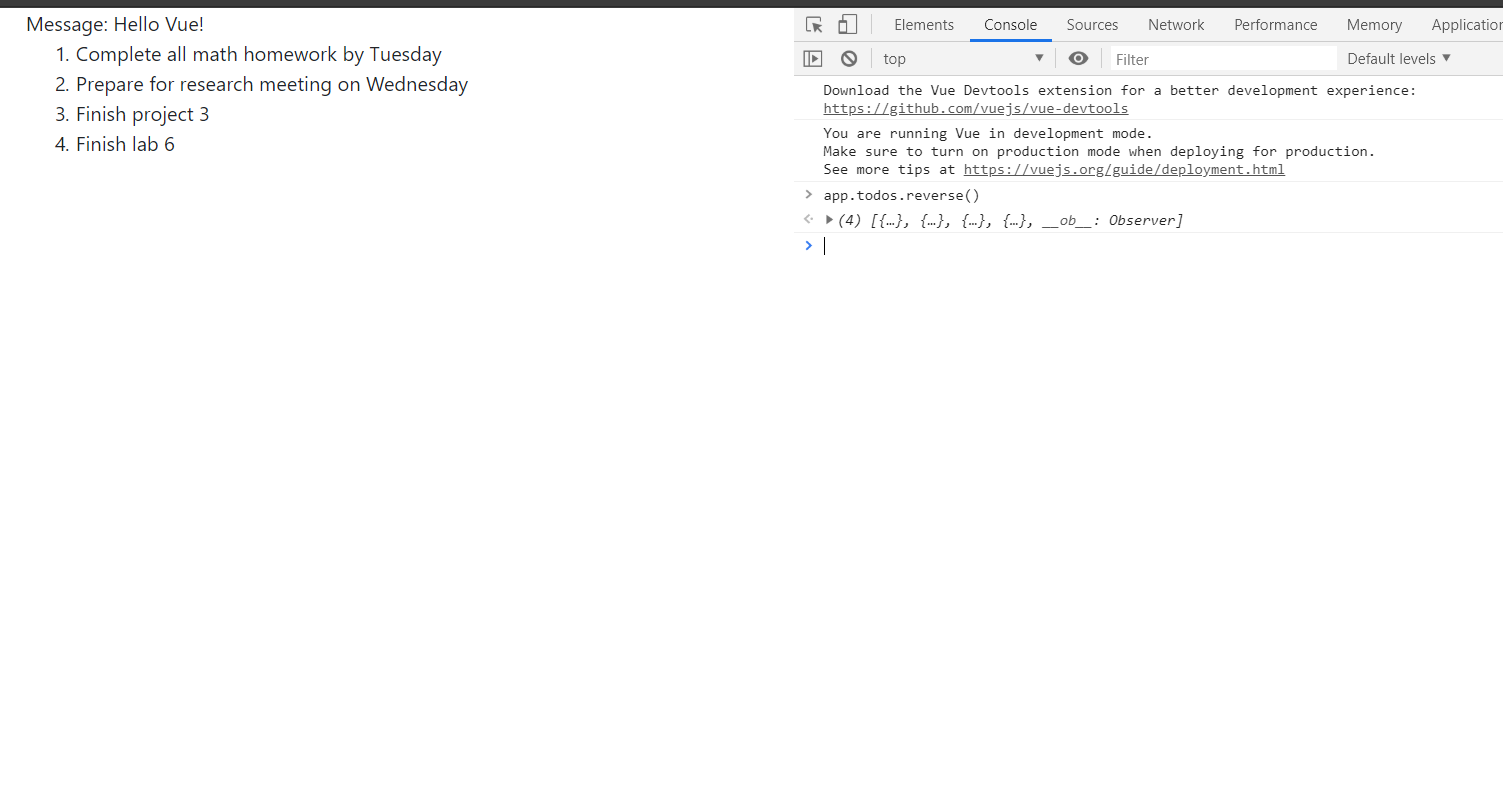 Message: Hello Vue!
1. Complete all math homework by Tuesday
2. Prepare for research meeting on Wednesday
3. Finish project 3
4. Finish lab 6
Elements Console Sources Network Performance Memory Application
top Filter Default levels
Download the Vue Devtools extension for a better development experience:
https://github.com/vuejs/vue-devtools
You are running Vue in development mode.
Make sure to turn on production mode when deploying for production.
See more tips at https://vuejs.org/guide/deployment.html
> app.todos.reverse()
(4) [{…}, {…}, {…}, {…}, __ob__: Observer]
>